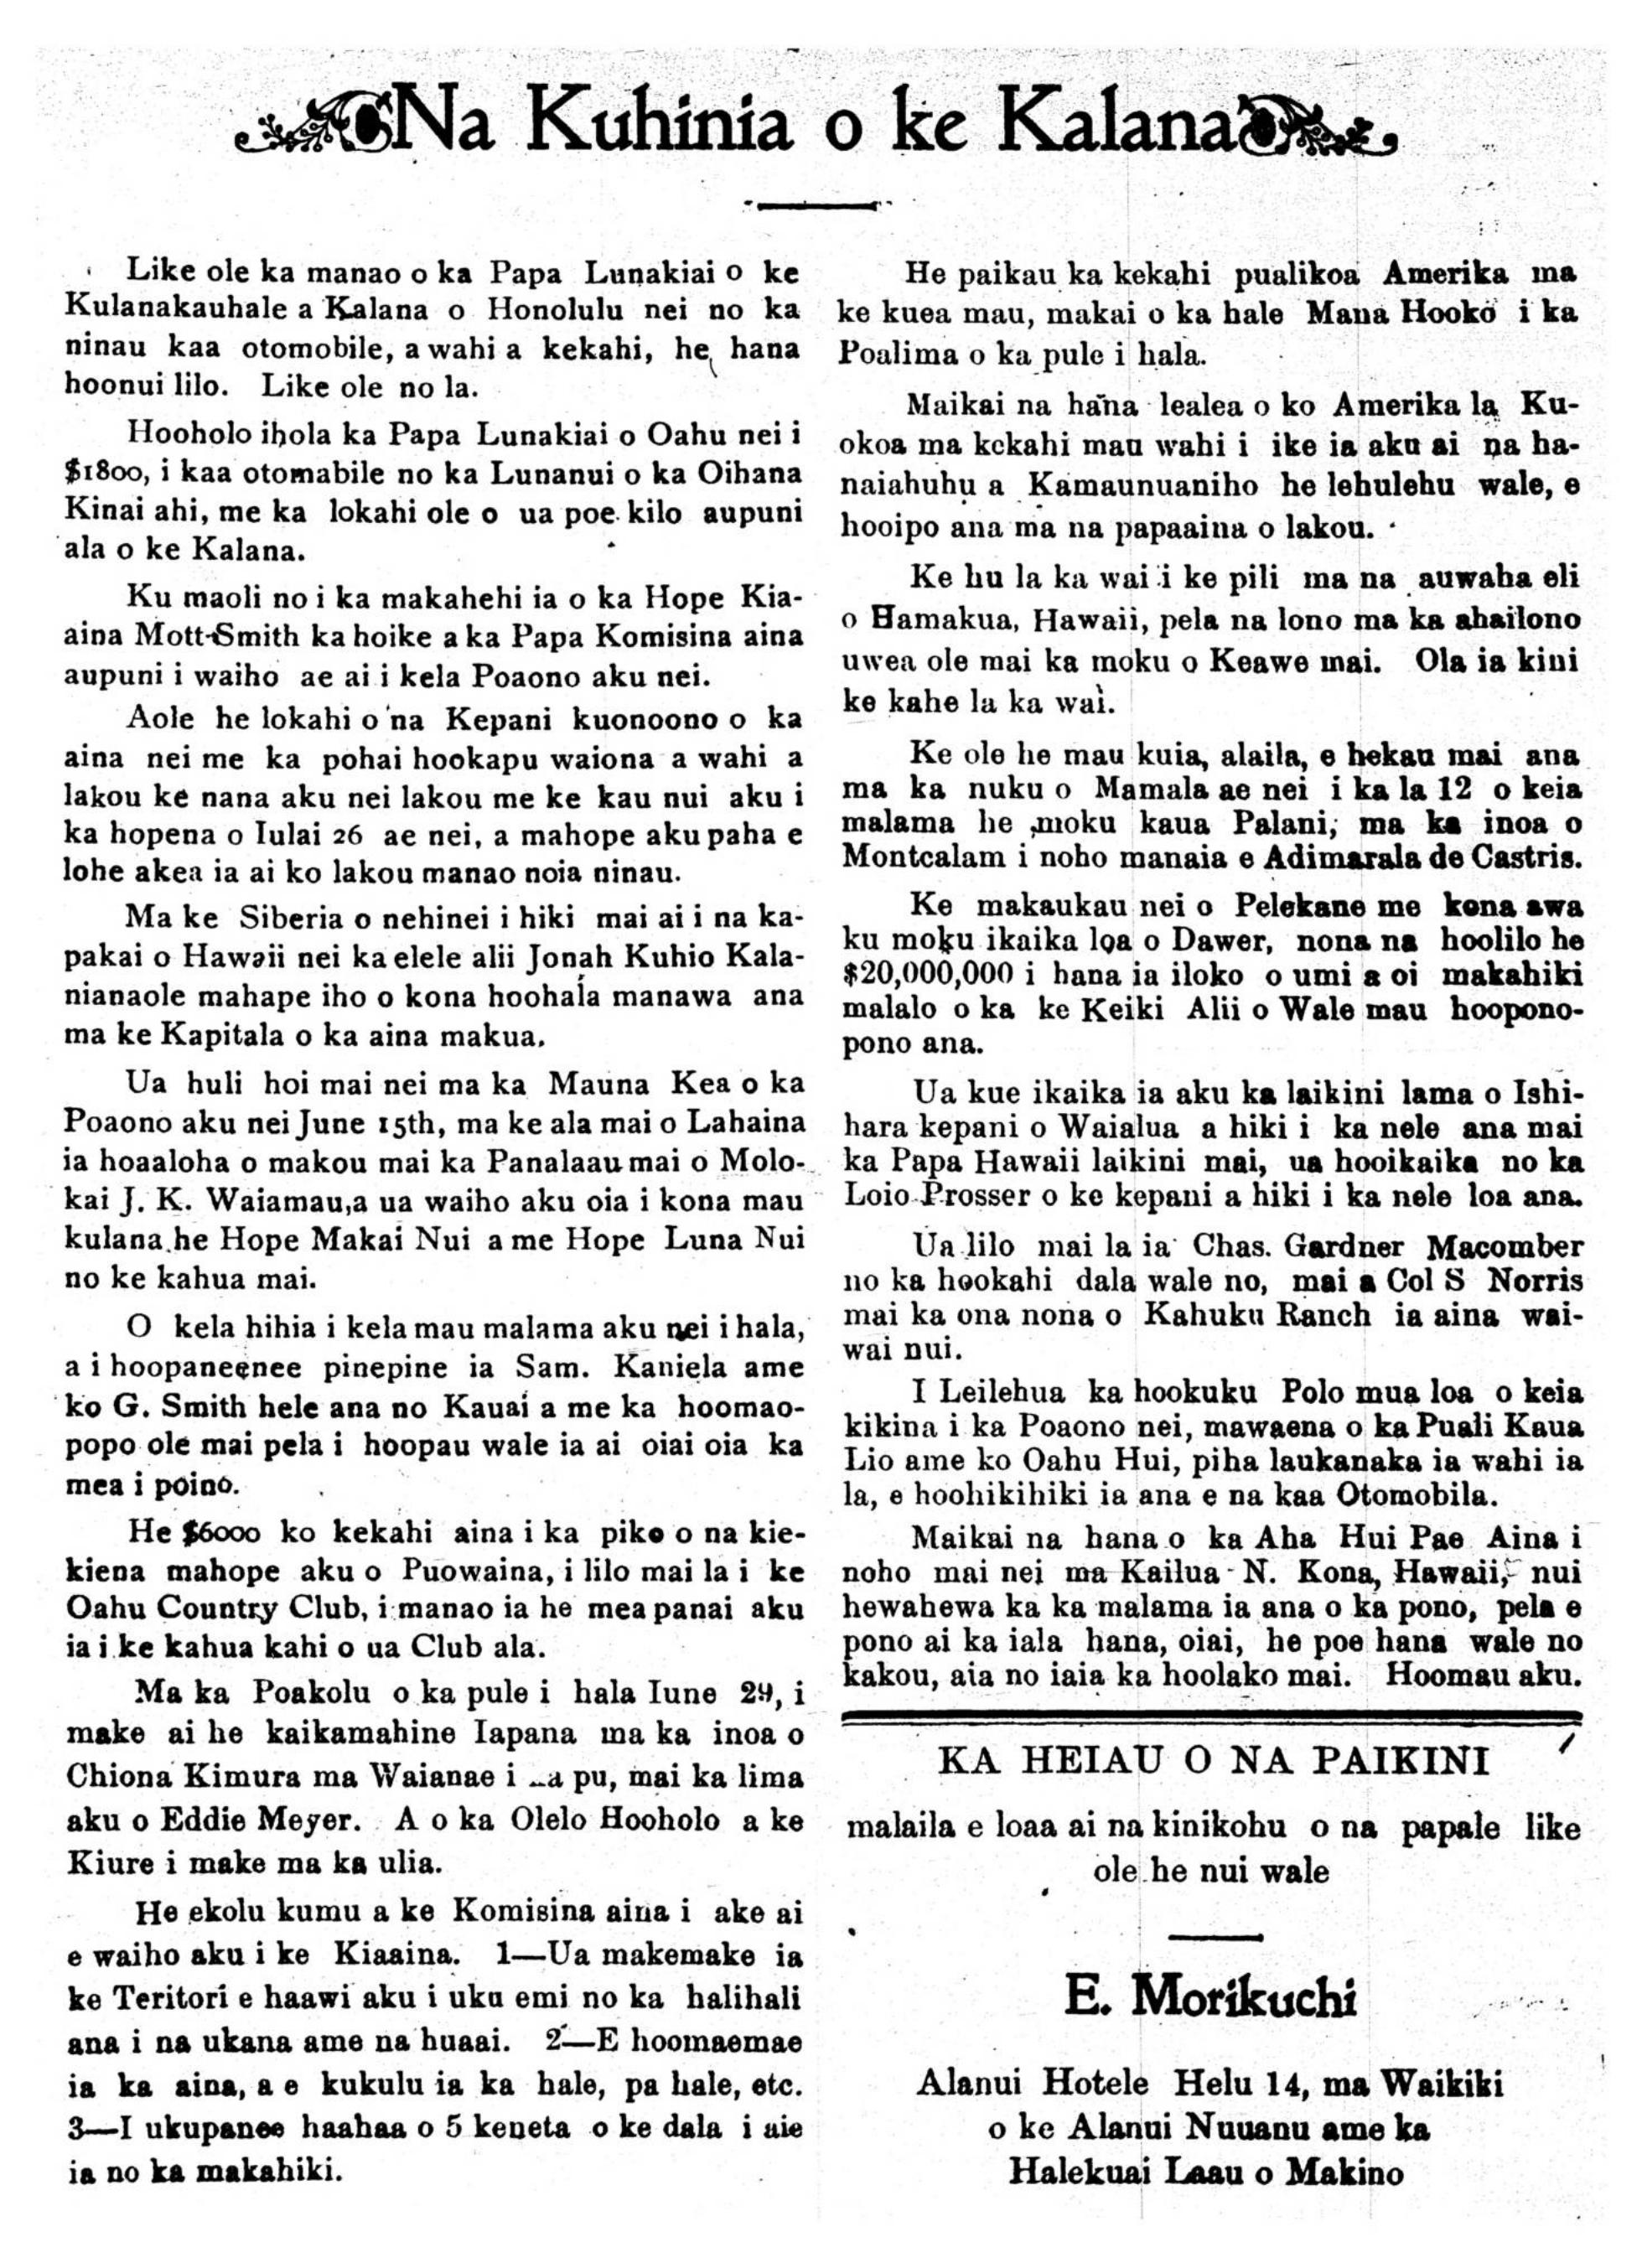 Na Kuhinia o ke Kalana
Like ole ka manao o ka Papa Lunakiai o ke
Kulanakauhale a Kalana o Honolulu nei no ka
ninau kaa otomobile, a wahi a kekahi, he hana
hoonui lilo. Like ole no la.
Hooholo ihola ka Papa Lunakiai o Oahu nei i
$1800, i kaa otomabile no ka Lunanui o ka Oihana
Kinai ahi, me ka lokahi ole o ua poe kilo aupuni
ala o ke Kalana.
Ku maoli no i ka makahehi ia o ka Hope Kia-
aina Mott-Smith ka hoike a ka Papa Komisina aina
aupuni i waiho ae ai i kela Poaono aku nei.
Aole he lokahi o na Kepani kuonoono o ka
aina nei me ka pohai hookapu waiona a wahi a
lakou ke nana aku nei lakou me ke kau nui aku i
ka hopena o Iulai 26 ae nei, a mahope aku paha e
lohe akea ia ai ko lakou manao noia ninau.
Ma ke Siberia o nehinei i hiki mai ai i na ka-
pakai o Hawaii nei ka elele alii Jonah Kuhio Kala-
nianaole mahape iho o kona hoohala manawa ana
ma ke Kapitala o ka aina makua.
Ua huli hoi mai nei ma ka Mauna Kea o ka
Poaono aku nei June 15th, ma ke ala mai o Lahaina
ia hoaaloha o makou mai ka Panalaau mai o Molo-
kai J. K. Waiamau,a ua waiho aku oia i kona mau
kulana he Hope Makai Nui a me Hope Luna Nui
no ke kahua mai.
O kela hihia i kela mau malama aku nei i hala,
a i hoopaneenee pinepine ia Sam. Kaniela ame
ko G. Smith hele ana no Kauai a me ka hoomao-
popo ole mai pela i hoopau wale ia ai oiai oia ka
mea i poino.
He $6000 ko kekahi aina i ka piko o na kie-
kiena mahope aku o Puowaina, i lilo mai la i ke
Oahu Country Club, i manao ia he mea panai aku
ia i ke kahua kahi o ua Club ala.
Ma ka Poakolu o ka pule i hala Iune 29, i
make ai he kaikamahine Iapana ma ka inoa o
Chiona Kimura ma Waianae i pu, mai ka lima
aku o Eddie Meyer. A o ka Olelo Hooholo a ke
Kiure i make ma ka ulia.
He ekolu kumu a ke Komisina aina i ake ai
e waiho aku i ke Kiaaina. 1—Ua makemake ia
ke Teritori e haawi aku i uku emi no ka halihali
ana i na ukana ame na huaai. 2—E hoomaemae
ia ka aina, a e kukulu ia ka hale, pa hale, etc.
3—I ukupanee haahaa o 5 keneta o ke dala i aie
ia no ka makahiki.
He paikau ka kekahi pualikoa Amerika ma
ke kuea mau, makai o ka hale Mana Hooko i ka
Poalima o ka pule i hala.
Maikai na hana lealea o ko Amerika la Ku-
okoa ma kekahi mau wahi i ike ia aku ai na ha-
naiahuhu a Kamaunuaniho he lehulehu wale, e
hooipo ana ma na papaaina o lakou.
Ke hu la ka wai i ke pili ma na auwaha eli
o Hamakua, Hawaii, pela na lono ma ka ahailono
uwea ole mai ka moku o Keawe mai. Ola ia kini
ke kahe la ka wai.
Ke ole he mau kuia, alaila, e hekau mai ana
ma ka nuku o Mamala ae nei i ka la 12 o keia
malama he moku kaua Palani, ma ka inoa o
Montcalam i noho manaia e Adimarala de Castris.
Ke makaukau nei o Pelekane me kona awa
ku moku ikaika loa o Dawer, nona na hoolilo he
$20,000,000 i hana ia iloko o umi a oi makahiki
malalo o ka ke Keiki Alii o Wale mau hoopono-
pono ana.
Ua kue ikaika ia aku ka laikini lama o Ishi-
hara kepani o Waialua a hiki i ka nele ana mai
ka Papa Hawaii laikini mai, ua hooikaika no ka
Loio Prosser o ke kepani a hiki i ka nele loa ana.
Ua lilo mai la ia Chas. Gardner Macomber
no ka hookahi dala wale no, mai a Col S Norris
mai ka ona nona o Kahuku Ranch ia aina wai-
wai nui.
I Leilehua ka hookuku Polo mua loa o keia
kikina i ka Poaono nei, mawaena o ka Puali Kaua
Lio ame ko Oahu Hui, piha laukanaka ia wahi ia
la, e hoohikihiki ia ana e na kaa Otomobila.
Maikai na hana o ka Aha Hui Pae Aina i
noho mai nei ma Kailua N. Kona, Hawaii, nui
hewahewa ka ka malama ia ana o ka pono, pela e
pono ai ka iala hana, oiai, he poe hana wale no
kakou, aia no iaia ka hoolako mai. Hoomau aku.
KA HEIAU O NA PAIKINI
malaila e loaa ai na kinikohu o na papale like
ole he nui wale
E. Morikuchi
Alanui Hotele Helu 14, ma Waikiki
o ke Alanui Nuuanu ame ka
Halekuai Laau o Makino